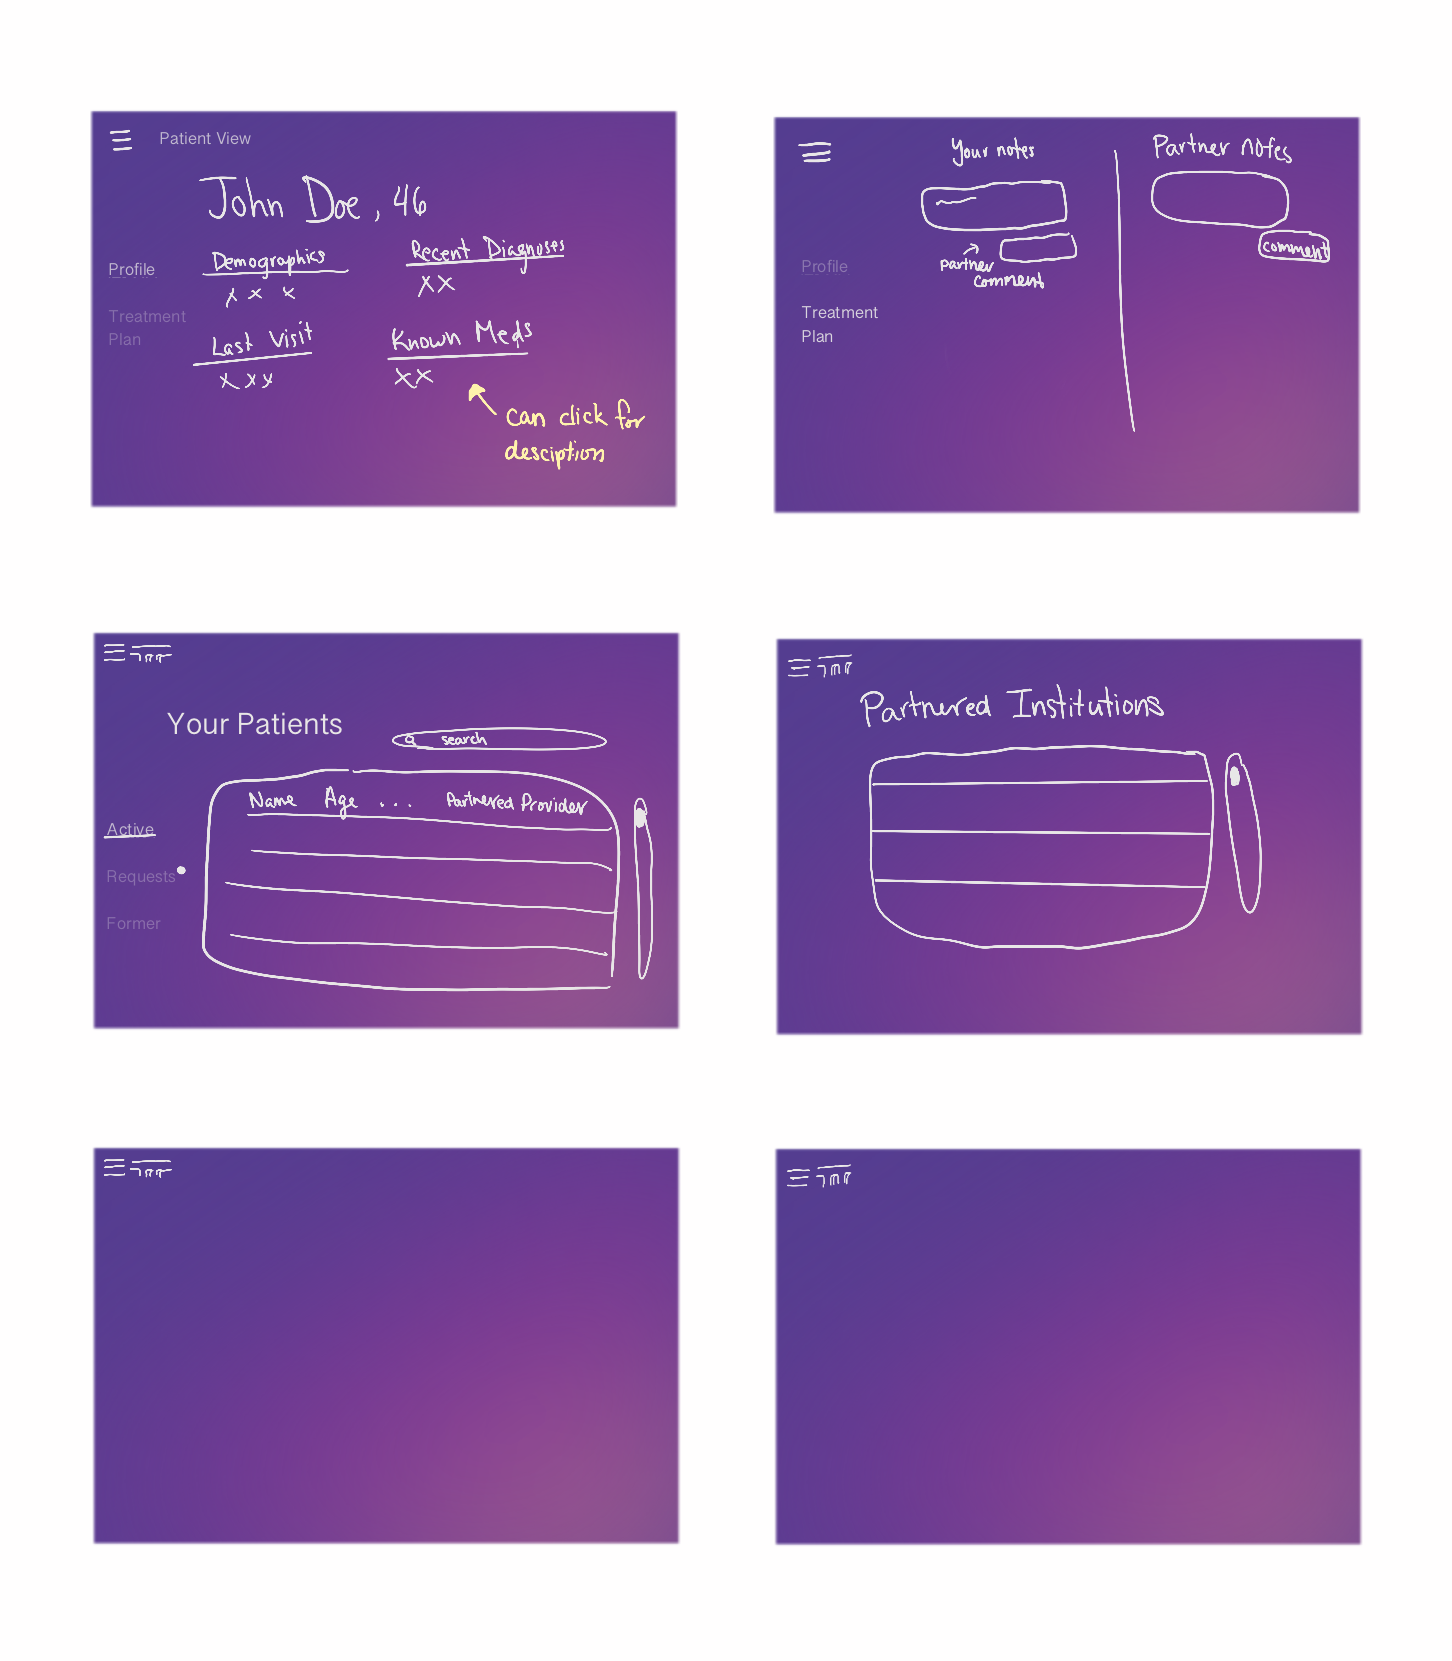 Patient View
John Doe, 46
Profile
Treatment
Plan
Demographics
x x x
Recent Diagnoses
xx
Last Visit
xxx
Known Meds
xx
can click for
desciption
Your notes
Partner notes
partner
comment
comment
Profile
Treatment
Plan
Your Patients
search
Active
Requests
Former
Name Age ... Partnered Provider
Partnered Institutions